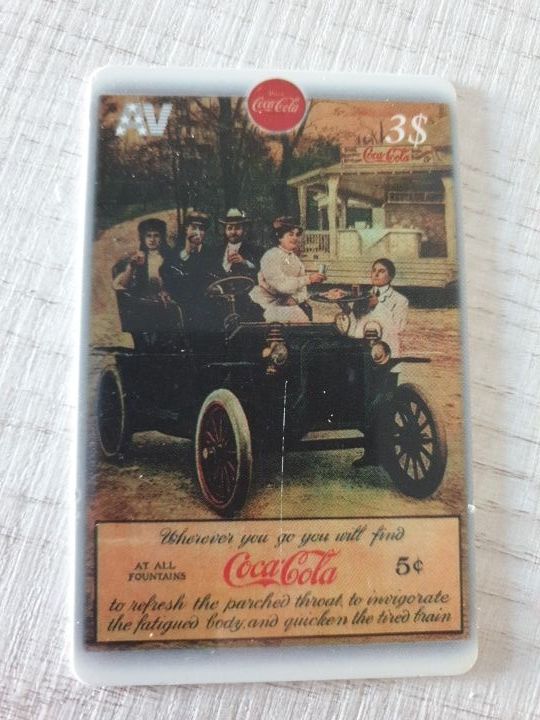 Coca-Cola
AV
3$
Coca-Cola
Wherever you go you will find
AT ALL
FOUNTAINS
Coca-Cola
5¢
to refresh the parched throat, to invigorate
the fatigued body, and quicken the tired brain